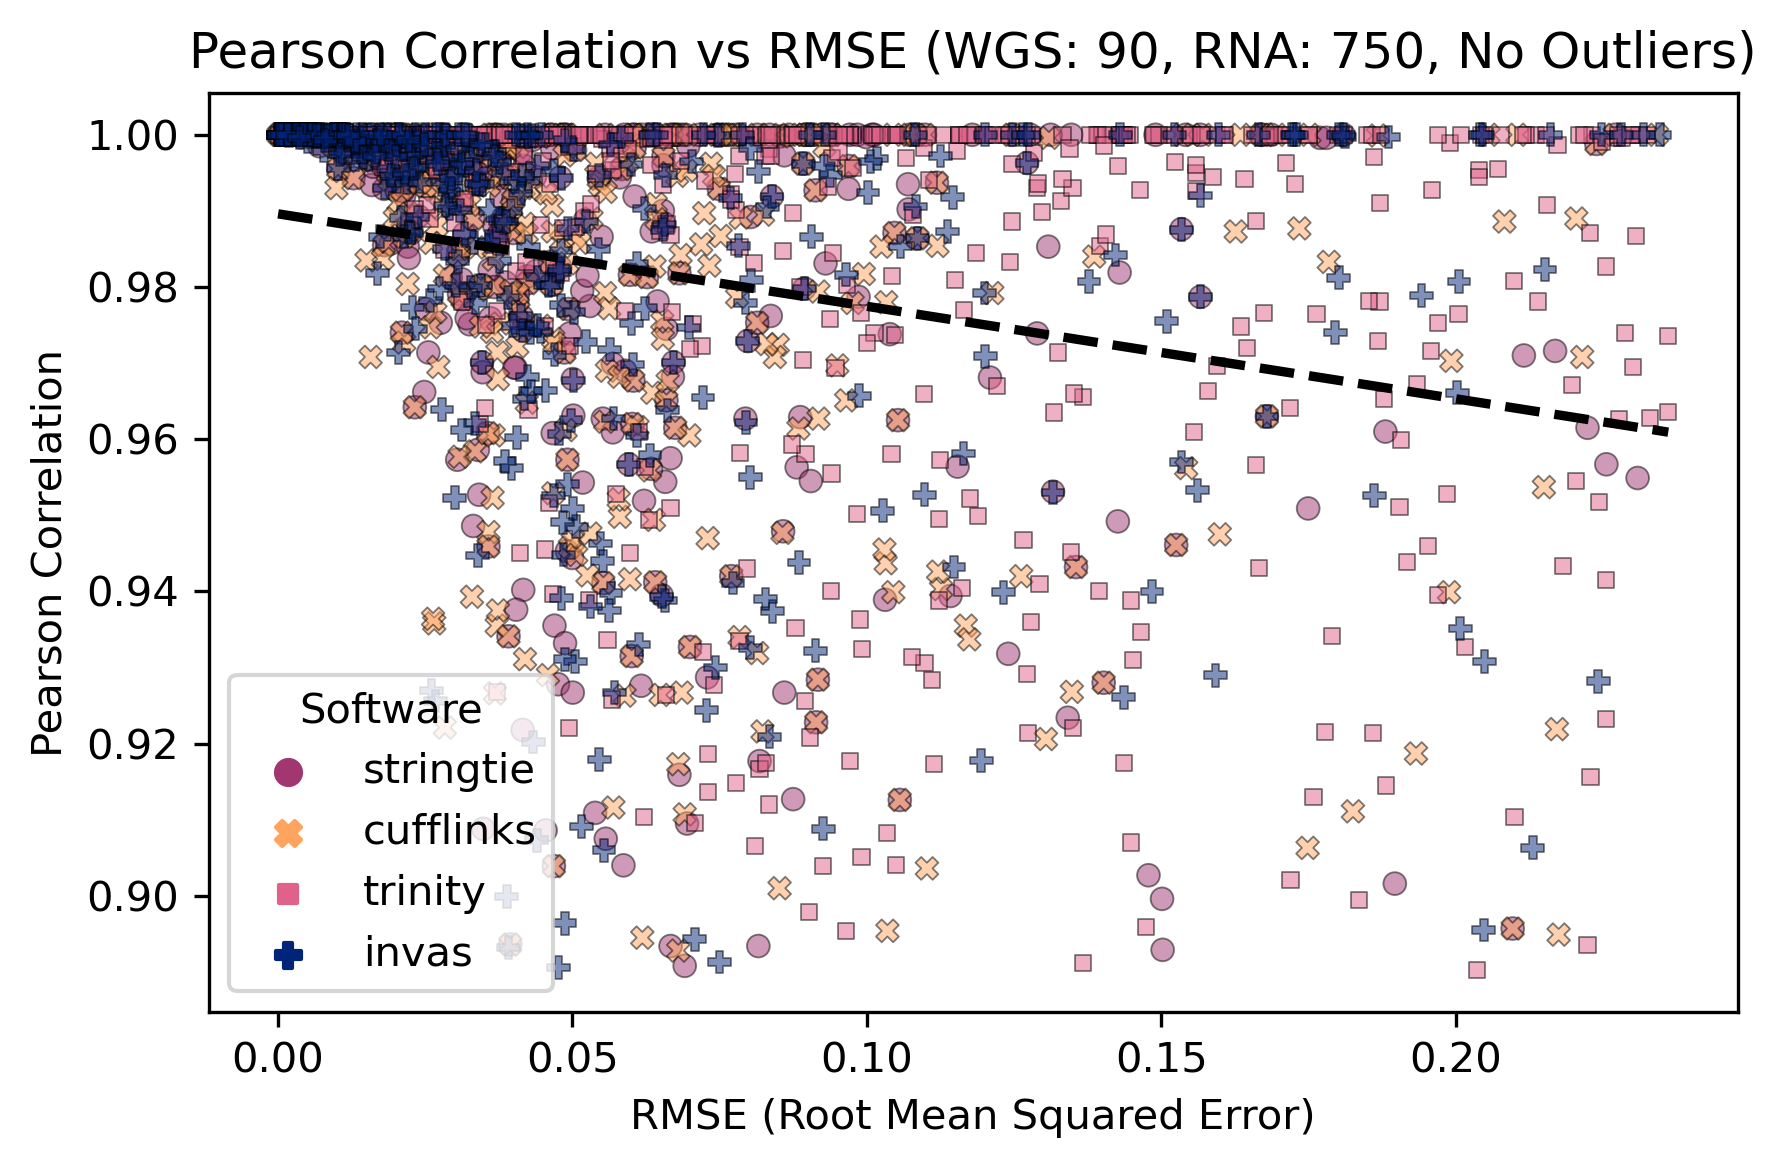 Pearson Correlation vs RMSE (WGS: 90, RNA: 750, No Outliers)
Pearson Correlation
1.00
0.98
0.96
0.94
0.92
0.90
Software
stringtie
cufflinks
trinity
invas
0.00
0.05
0.10
0.15
0.20
RMSE (Root Mean Squared Error)